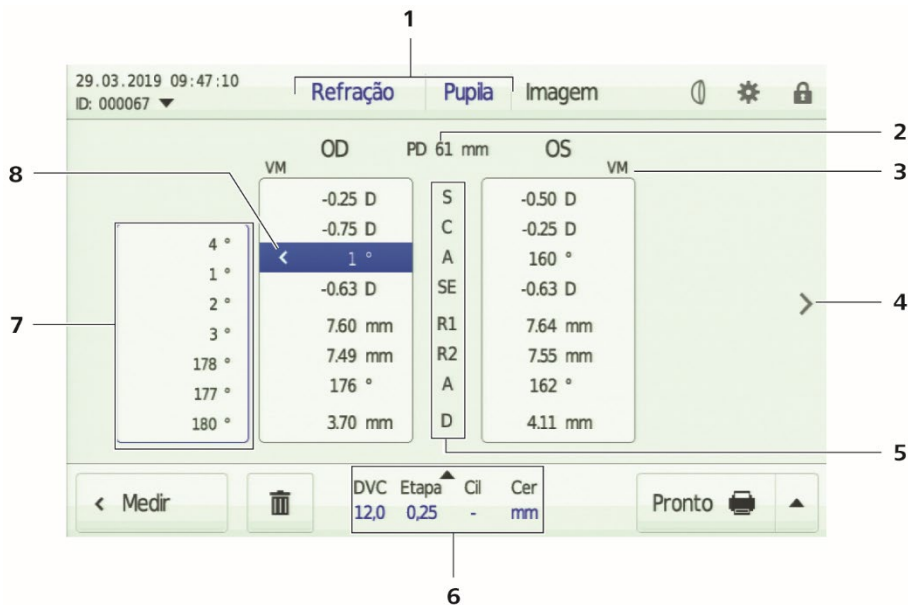 1
29.03.2019 09:47:10
ID: 000067
Refração Pupila Imagem
OD PD 61 mm OS
2
VM VM
3
8
-0.25 D S -0.50 D
-0.75 D C -0.25 D
1 ° A 160 °
-0.63 D SE -0.63 D
7.60 mm R1 7.64 mm
7.49 mm R2 7.55 mm
176 ° A 162 °
3.70 mm D 4.11 mm
4 °
1 °
2 °
3 °
178 °
177 °
180 °
4
7
5
< Medir
DVC Etapa Cil Cer
12,0 0,25 - mm
Pronto
6